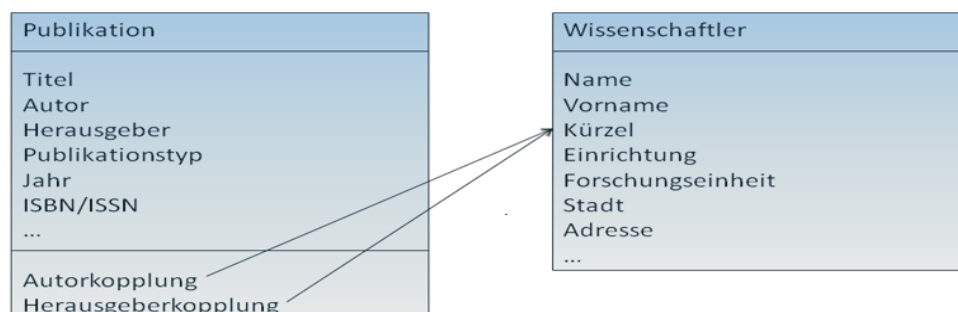 Publikation
Titel
Autor
Herausgeber
Publikationstyp
Jahr
ISBN/ISSN
...
Autorkopplung
Herausgeberkopplung
Wissenschaftler
Name
Vorname
Kürzel
Einrichtung
Forschungseinheit
Stadt
Adresse
...